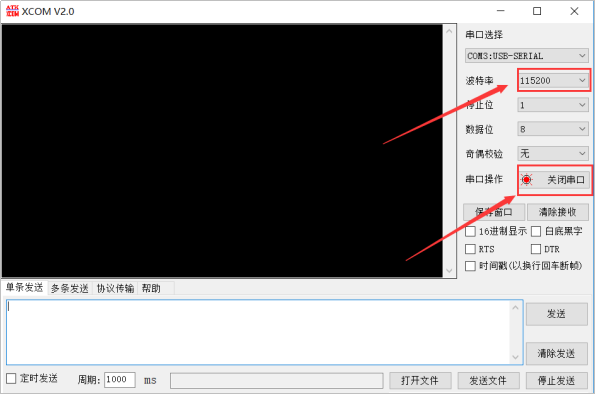 XCOM V2.0
串口选择
COM3:USB-SERIAL
波特率 115200
停止位 1
数据位 8
奇偶校验 无
串口操作 关闭串口
保存窗口 清除接收
16进制显示 白底黑字
RTS DTR
时间戳(以换行回车断帧)
单条发送 多条发送 协议传输 帮助
发送
清除发送
定时发送 周期: 1000 ms 打开文件 发送文件 停止发送